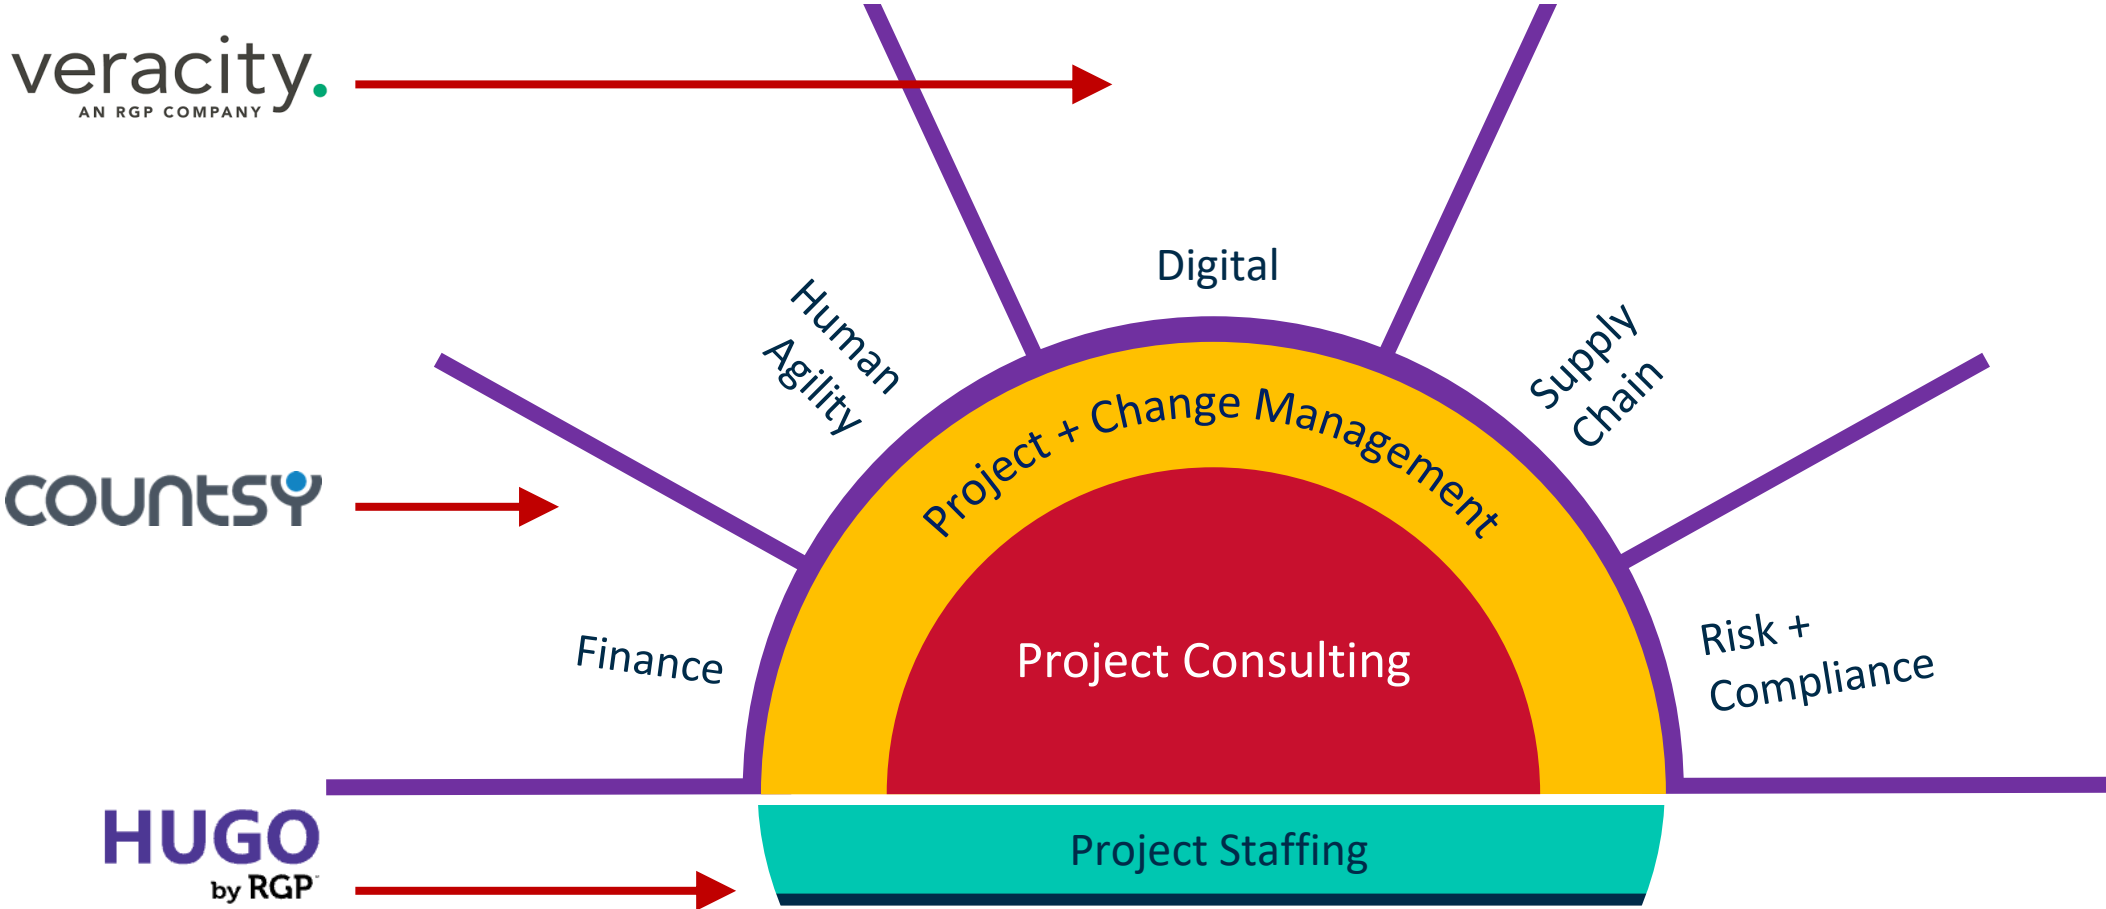 veracity.
AN RGP COMPANY
Digital
Human
Agility
Supply
Chain
Project + Change Management
countsy
Finance
Project Consulting
Risk +
Compliance
HUGO
by RGP
Project Staffing